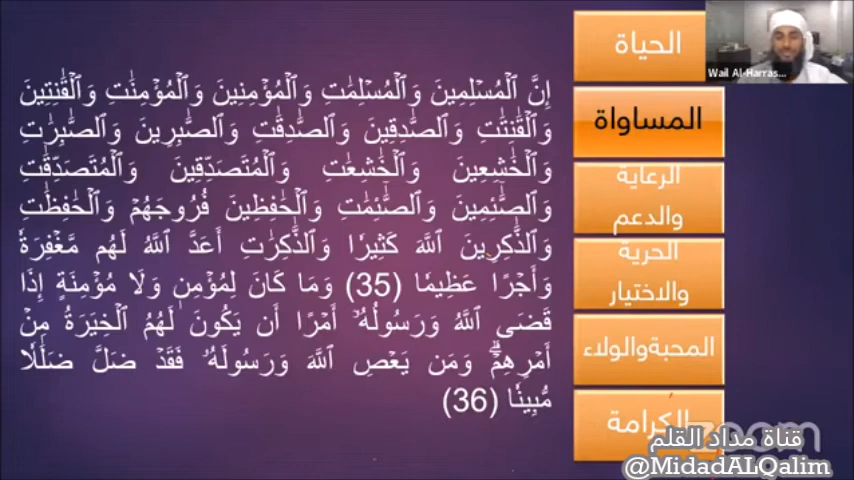 الحياة
Wail Al-Harras...
إِنَّ ٱلْمُسْلِمِينَ وَٱلْمُسْلِمَٰتِ وَٱلْمُؤْمِنِينَ وَٱلْمُؤْمِنَٰتِ وَٱلْقَٰنِتِينَ
وَٱلْقَٰنِتَٰتِ وَٱلصَّٰدِقِينَ وَٱلصَّٰدِقَٰتِ وَٱلصَّٰبِرِينَ وَٱلصَّٰبِرَٰتِ
وَٱلْخَٰشِعِينَ وَٱلْخَٰشِعَٰتِ وَٱلْمُتَصَدِّقِينَ وَٱلْمُتَصَدِّقَٰتِ
وَٱلصَّٰٓئِمِينَ وَٱلصَّٰٓئِمَٰتِ وَٱلْحَٰفِظِينَ فُرُوجَهُمْ وَٱلْحَٰفِظَٰتِ
وَٱلذَّٰكِرِينَ ٱللَّهَ كَثِيرًا وَٱلذَّٰكِرَٰتِ أَعَدَّ ٱللَّهُ لَهُم مَّغْفِرَةً
وَأَجْرًا عَظِيمًا (35) وَمَا كَانَ لِمُؤْمِنٍ وَلَا مُؤْمِنَةٍ إِذَا
قَضَى ٱللَّهُ وَرَسُولُهُۥٓ أَمْرًا أَن يَكُونَ لَهُمُ ٱلْخِيَرَةُ مِنْ
أَمْرِهِمْۗ وَمَن يَعْصِ ٱللَّهَ وَرَسُولَهُۥ فَقَدْ ضَلَّ ضَلَٰلًا
مُّبِينًا (36)
المساواة
الرعاية
والدعم
الحرية
والاختيار
المحبة والولاء
الكرامة
zoom
قناة مداد القلم
@MidadALQalim